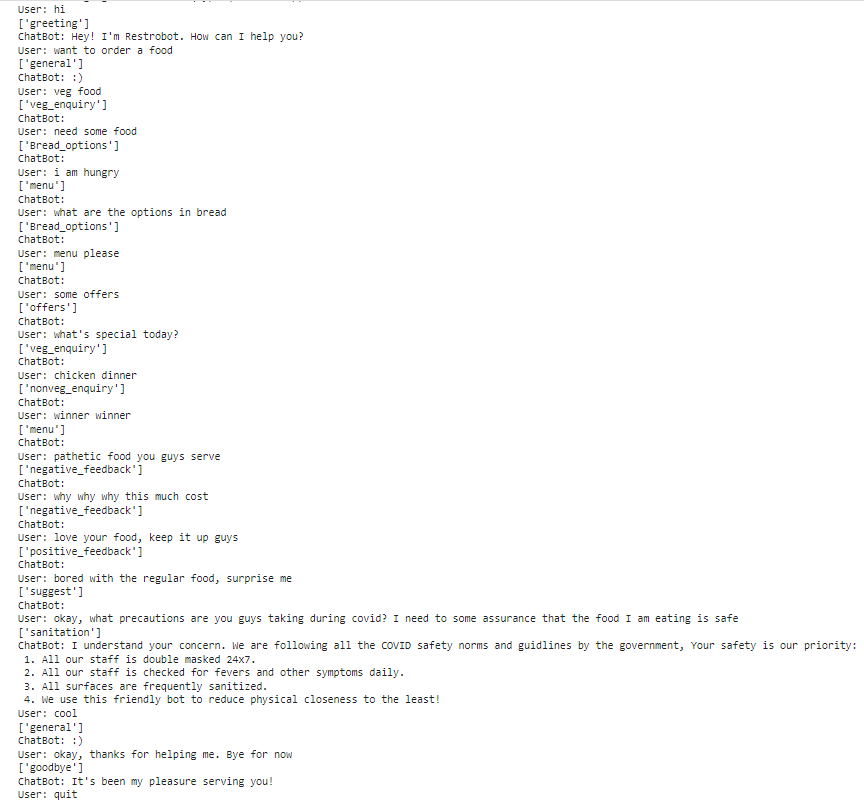 User: hi
['greeting']
ChatBot: Hey! I'm Restrobot. How can I help you?
User: want to order a food
['general']
ChatBot: :)
User: veg food
['veg_enquiry']
ChatBot:
User: need some food
['Bread_options']
ChatBot:
User: i am hungry
['menu']
ChatBot:
User: what are the options in bread
['Bread_options']
ChatBot:
User: menu please
['menu']
ChatBot:
User: some offers
['offers']
ChatBot:
User: what's special today?
['veg_enquiry']
ChatBot:
User: chicken dinner
['nonveg_enquiry']
ChatBot:
User: winner winner
['menu']
ChatBot:
User: pathetic food you guys serve
['negative_feedback']
ChatBot:
User: why why why this much cost
['negative_feedback']
ChatBot:
User: love your food, keep it up guys
['positive_feedback']
ChatBot:
User: bored with the regular food, surprise me
['suggest']
ChatBot:
User: okay, what precautions are you guys taking during covid? I need to some assurance that the food I am eating is safe
['sanitation']
ChatBot: I understand your concern. We are following all the COVID safety norms and guidlines by the government, Your safety is our priority:
1. All our staff is double masked 24x7.
2. All our staff is checked for fevers and other symptoms daily.
3. All surfaces are frequently sanitized.
4. We use this friendly bot to reduce physical closeness to the least!
User: cool
['general']
ChatBot: :)
User: okay, thanks for helping me. Bye for now
['goodbye']
ChatBot: It's been my pleasure serving you!
User: quit